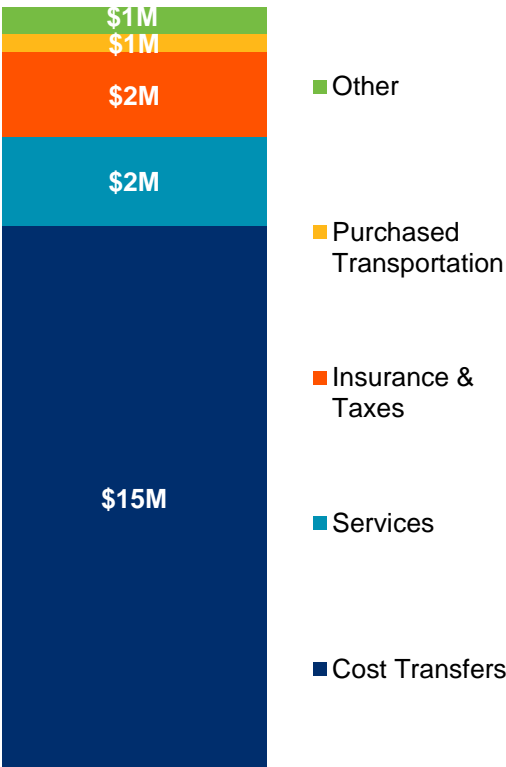 $1M
$1M
$2M
$2M
$15M
Other
Purchased
Transportation
Insurance &
Taxes
Services
Cost Transfers